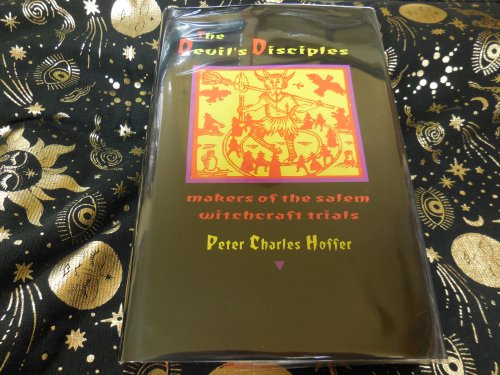 The
Devil's Disciples
makers of the salem
witchcraft trials
Peter Charles Hoffer